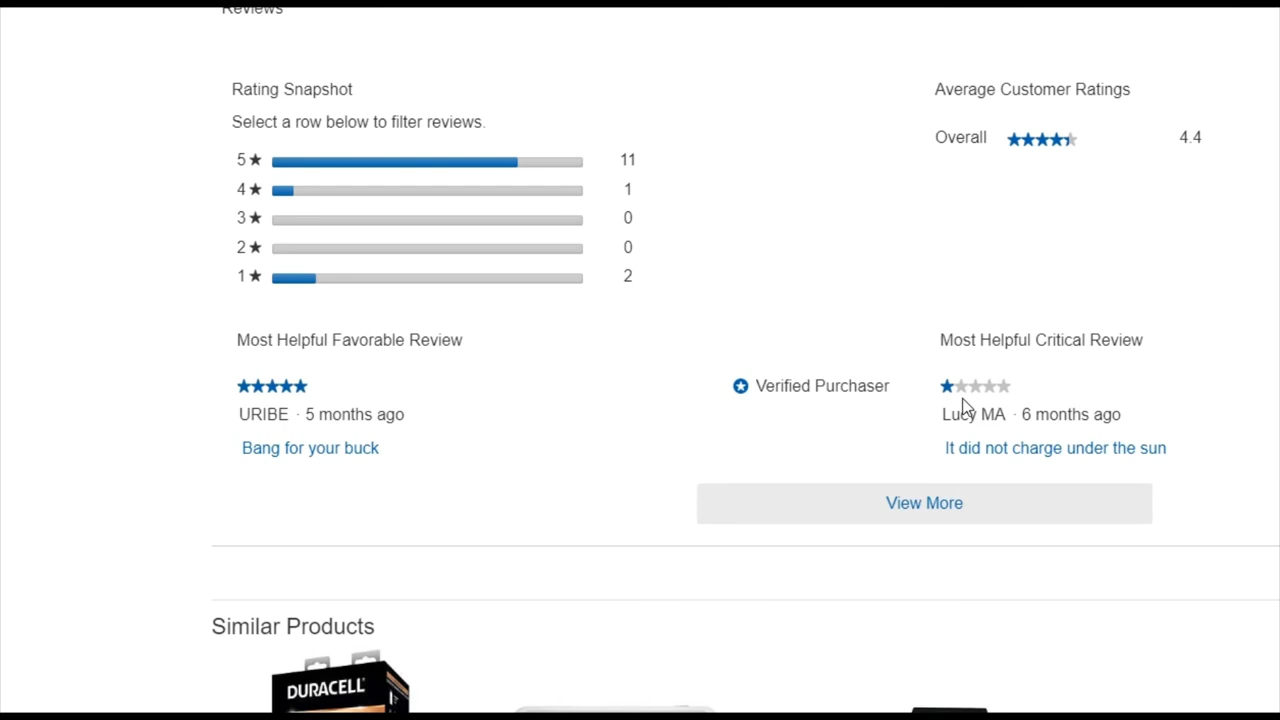 Reviews
Rating Snapshot
Select a row below to filter reviews.
5★ 11
4★ 1
3★ 0
2★ 0
1★ 2
Average Customer Ratings
Overall 4.4
Most Helpful Favorable Review
Verified Purchaser
URIBE · 5 months ago
Bang for your buck
Most Helpful Critical Review
Lucy MA · 6 months ago
It did not charge under the sun
View More
Similar Products
DURACELL